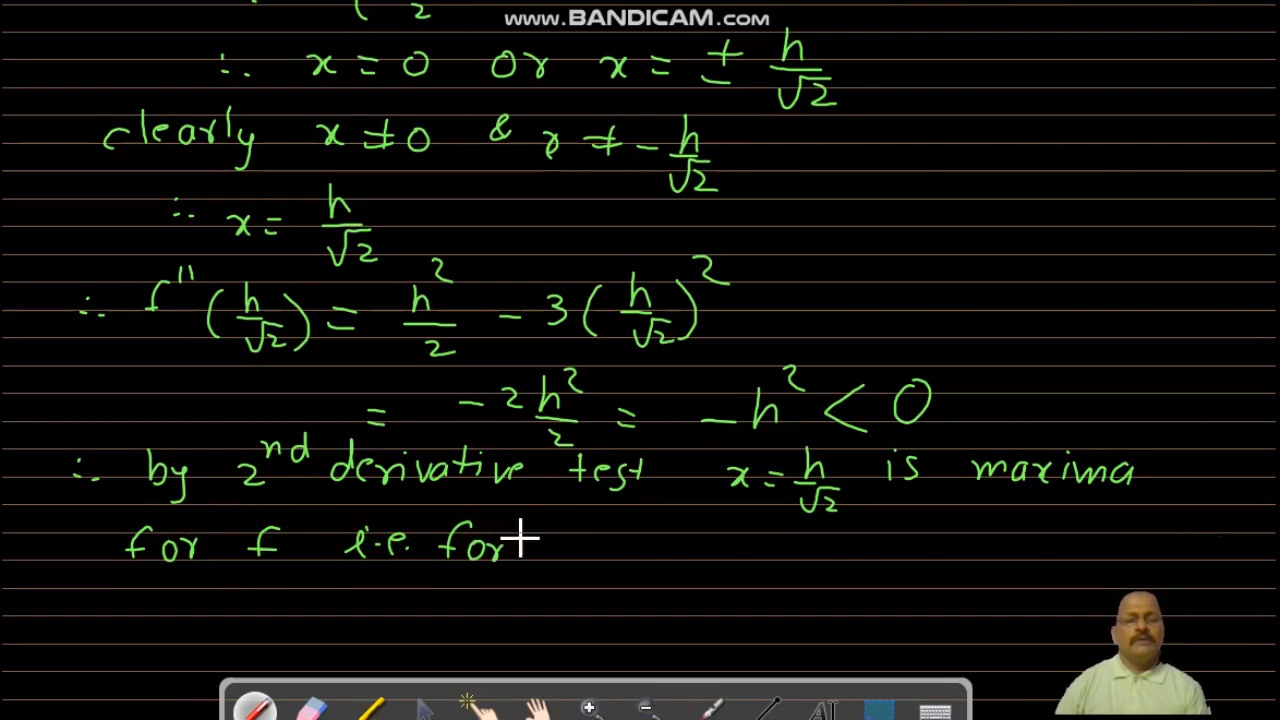 www.BANDICAM.com
2
∴ x = 0 or x = ± h/√2
clearly x ≠ 0 & x ≠ - h/√2
∴ x = h/√2
∴ f'' (h/√2) = h²/2 - 3 (h/√2)²
= -2h²/2 = -h² < 0
∴ by 2nd derivative test x = h/√2 is maxima
for f i.e. for